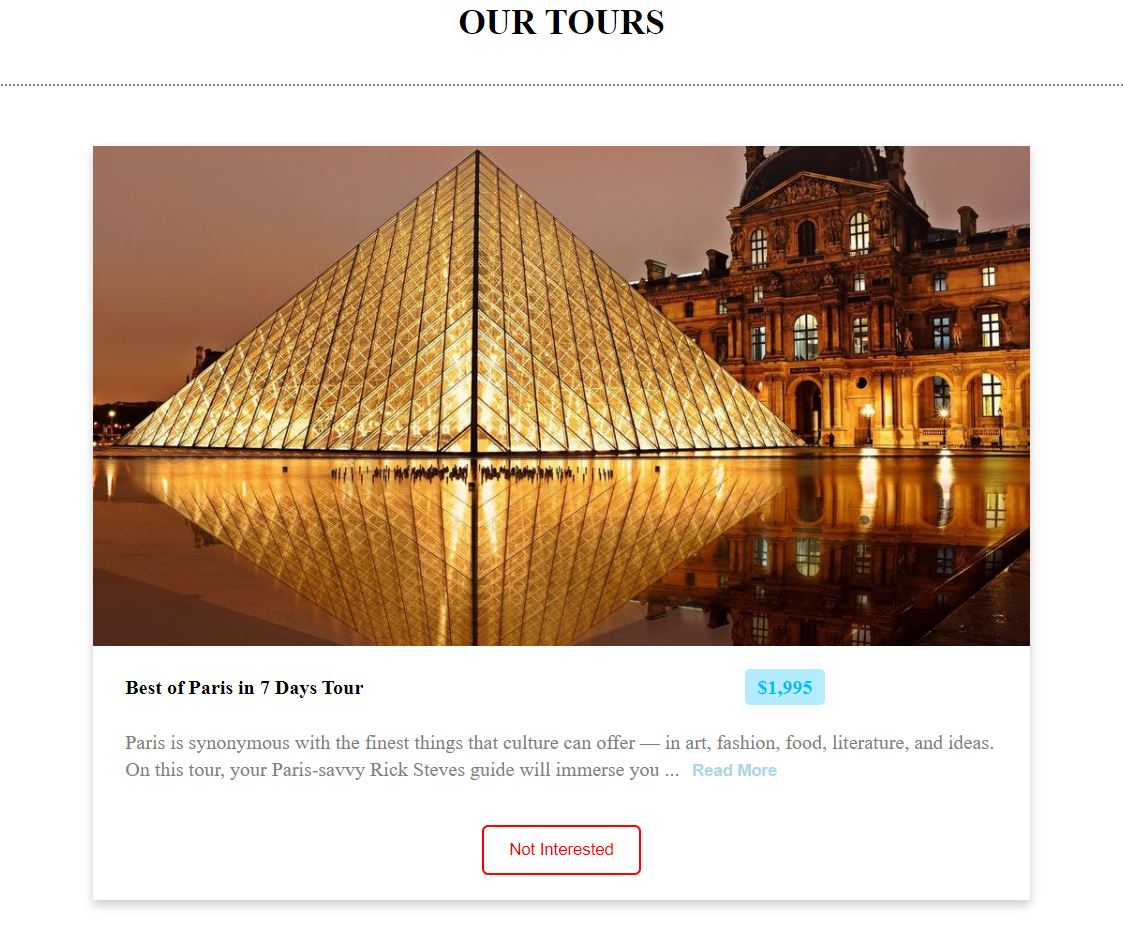 OUR TOURS
Best of Paris in 7 Days Tour
$1,995
Paris is synonymous with the finest things that culture can offer — in art, fashion, food, literature, and ideas.
On this tour, your Paris-savvy Rick Steves guide will immerse you ... Read More
Not Interested